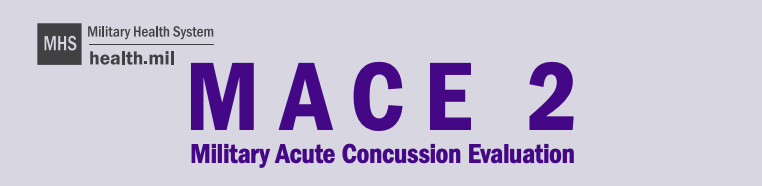 MHS
Military Health System
health.mil
MACE 2
Military Acute Concussion Evaluation